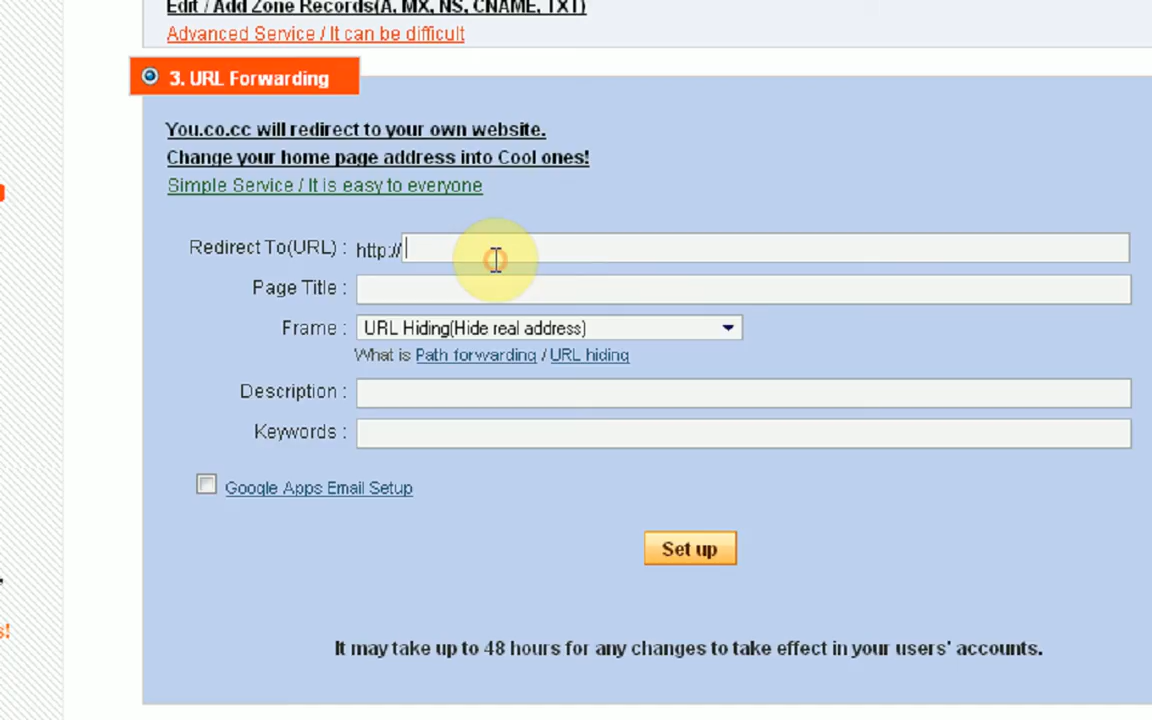 Edit / Add Zone Records(A, MX, NS, CNAME, TXT)
Advanced Service / It can be difficult
3. URL Forwarding
You.co.cc will redirect to your own website.
Change your home page address into Cool ones!
Simple Service / It is easy to everyone
Redirect To(URL) : http://
Page Title :
Frame : URL Hiding(Hide real address)
What is Path forwarding / URL hiding
Description :
Keywords :
Google Apps Email Setup
Set up
s!
It may take up to 48 hours for any changes to take effect in your users' accounts.